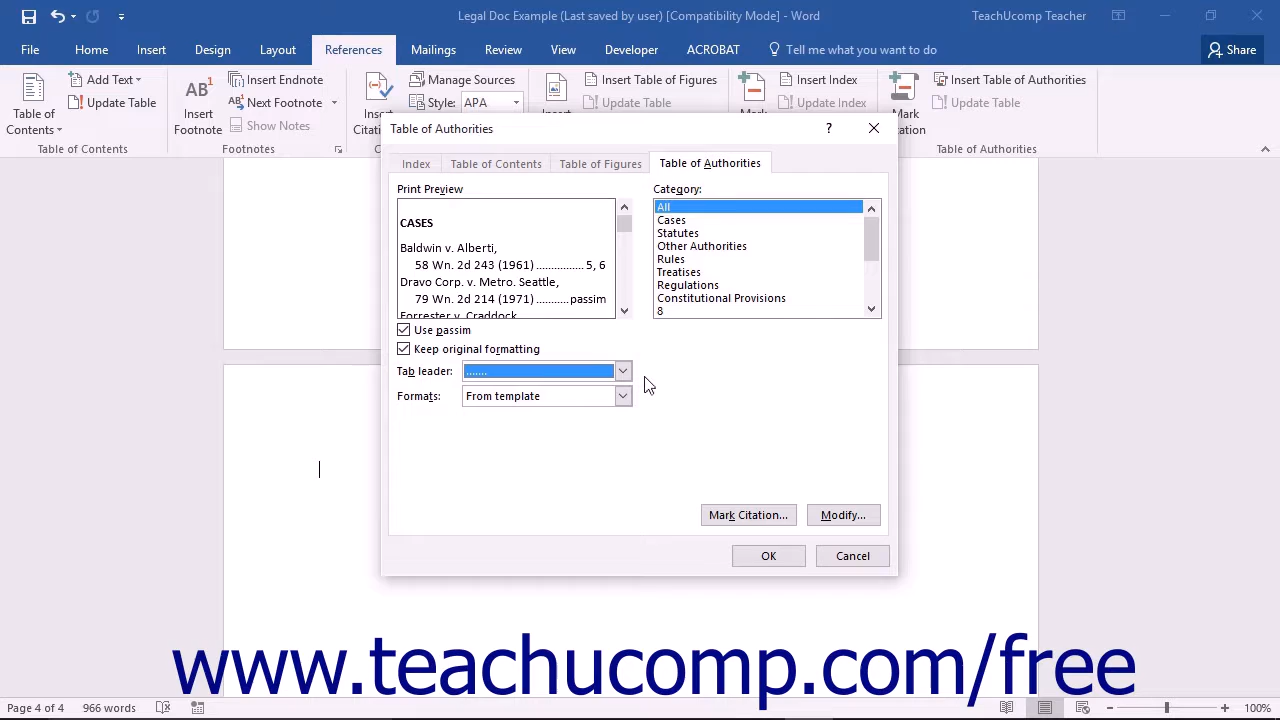 Legal Doc Example (Last saved by user) [Compatibility Mode] - Word
TeachUcomp Teacher
File Home Insert Design Layout References Mailings Review View Developer ACROBAT Tell me what you want to do Share
Table of Contents
Add Text
Update Table
Table of Contents
AB1
Insert Footnote
Insert Endnote
Next Footnote
Show Notes
Footnotes
Insert
Manage Sources
Style: APA
Insert Table of Figures
Update Table
Insert Index
Update Index
Insert Table of Authorities
Update Table
Table of Authorities
Table of Authorities
?
Index Table of Contents Table of Figures Table of Authorities
Print Preview
CASES
Baldwin v. Alberti,
58 Wn. 2d 243 (1961) ............... 5, 6
Dravo Corp. v. Metro. Seattle,
79 Wn. 2d 214 (1971) ..........passim
Forrester v. Craddock
Category:
All
Cases
Statutes
Other Authorities
Rules
Treatises
Regulations
Constitutional Provisions
8
Use passim
Keep original formatting
Tab leader: .......
Formats: From template
Mark Citation... Modify...
OK Cancel
www.teachucomp.com/free
Page 4 of 4 966 words 100%